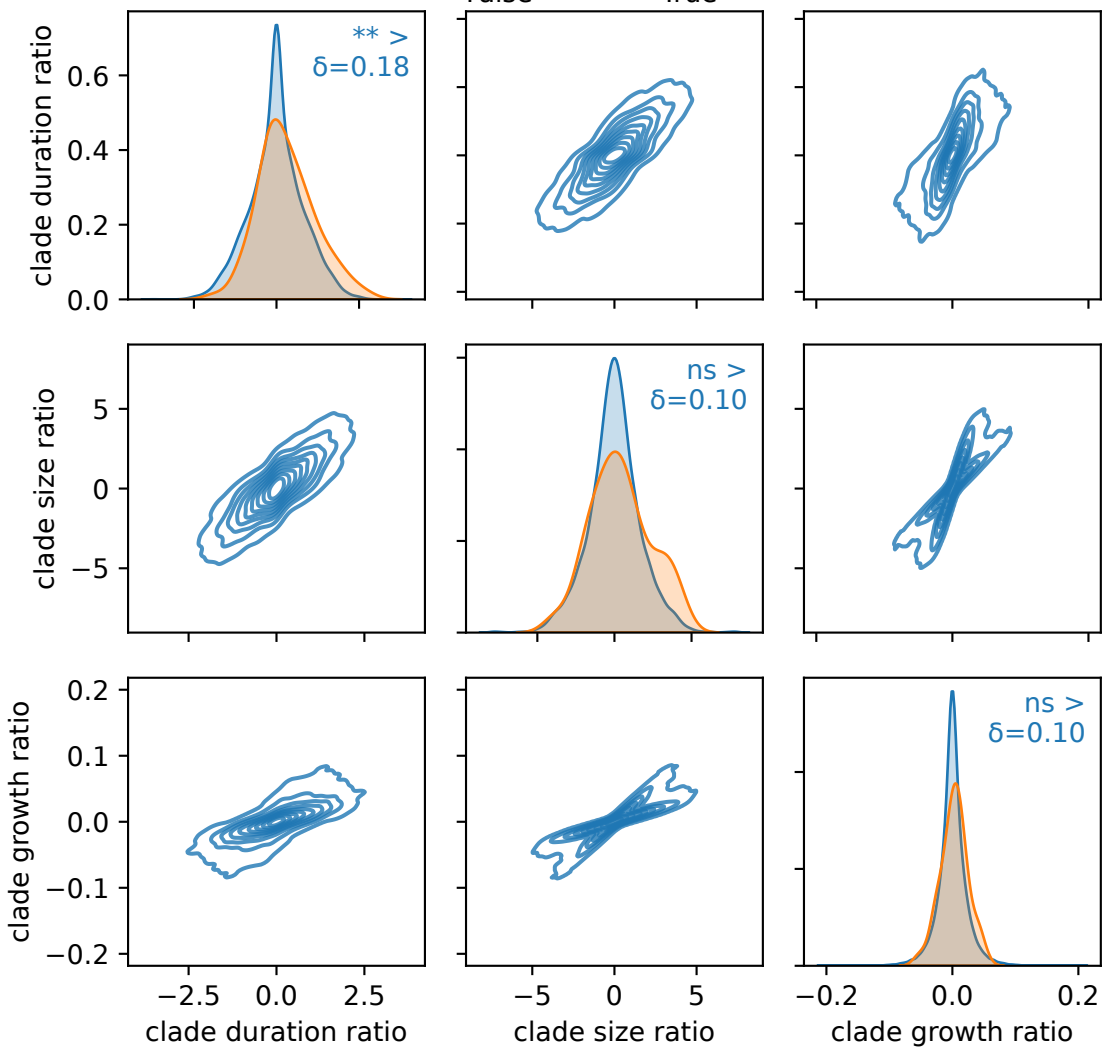 False True
clade duration ratio
0.6
0.4
0.2
0.0
** >
δ=0.18
clade size ratio
5
0
−5
ns >
δ=0.10
clade growth ratio
0.2
0.1
0.0
−0.1
−0.2
ns >
δ=0.10
−2.5 0.0 2.5
−5 0 5
−0.2 0.0 0.2
clade duration ratio
clade size ratio
clade growth ratio